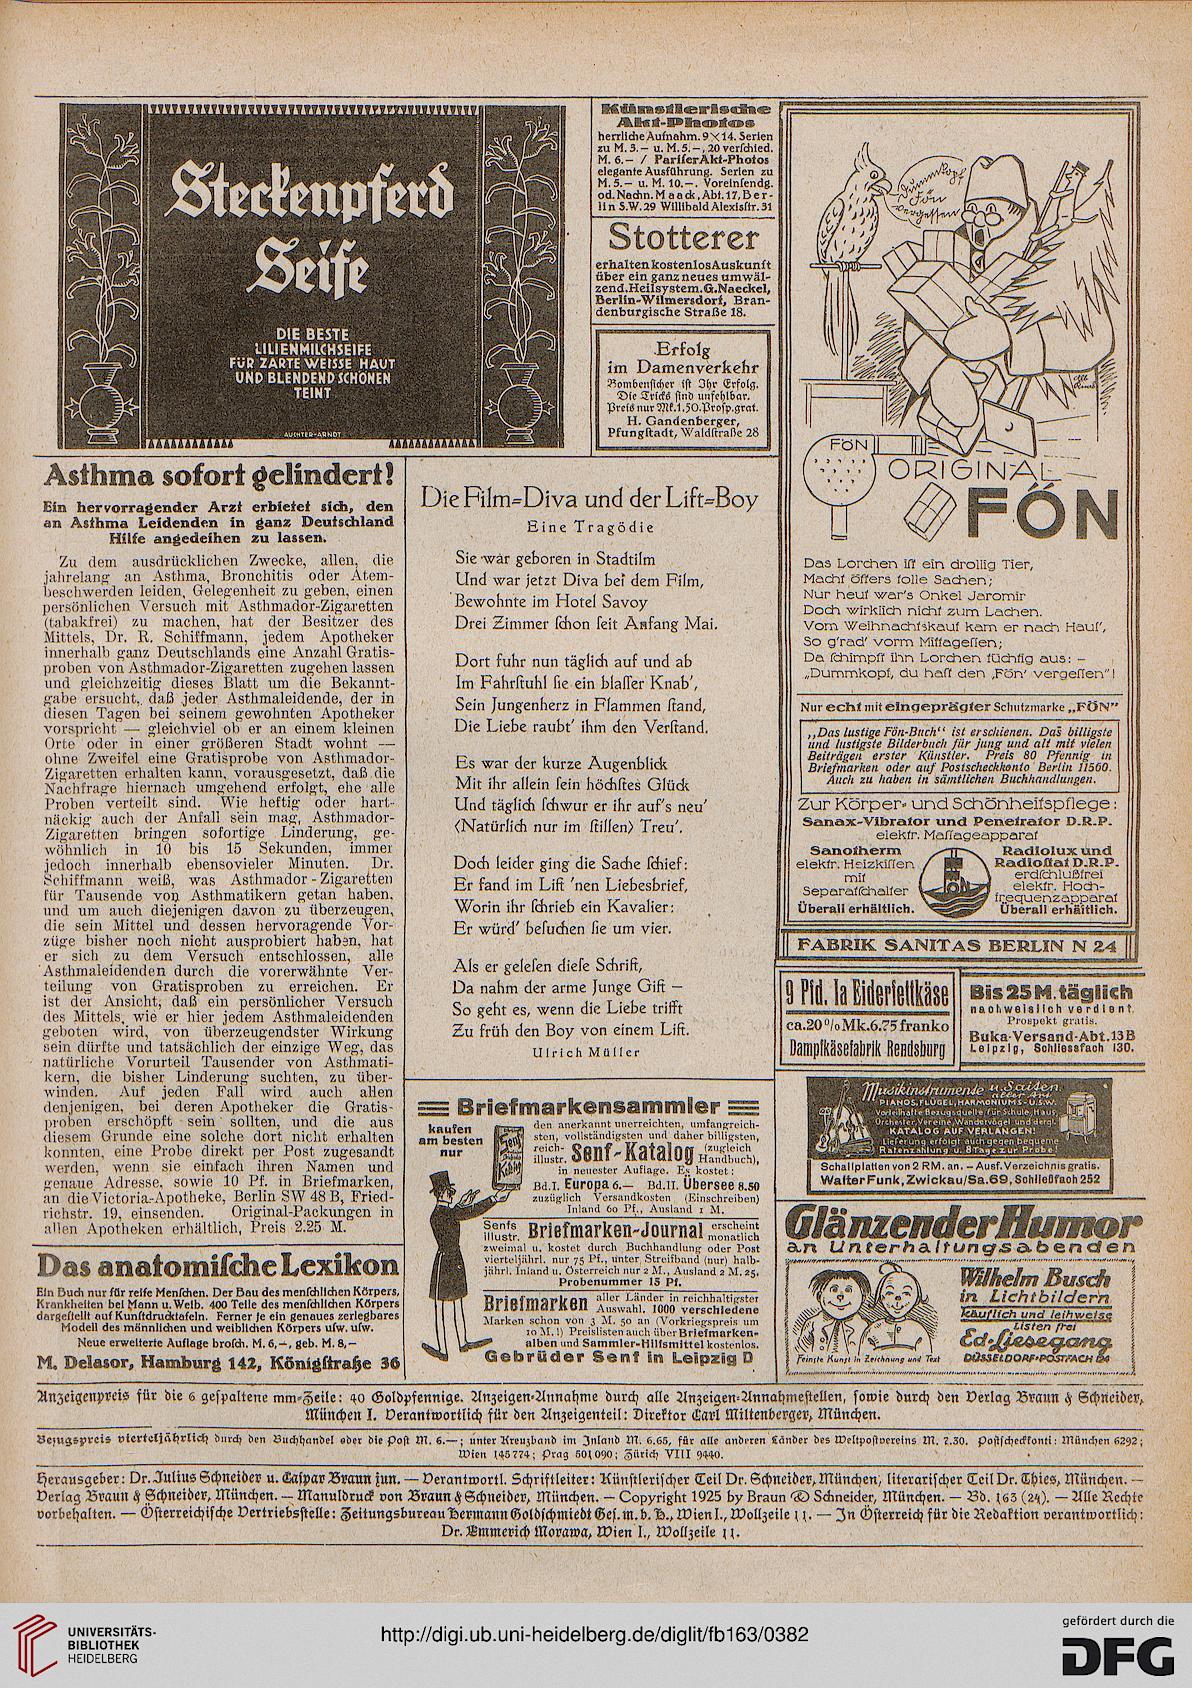 Steckenpferd
Seife
DIE BESTE
LILIENMILCHSEIFE
FÜR ZARTE WEISSE HAUT
UND BLENDEND SCHÖNEN
TEINT
AUCHTER-ARNDT
Künstlerische
Akt-Photos
herrliche Aufnahm. 9×14. Serien
zu M. 3.– u. M. 5.–, 20 verschied.
M. 6.– / Pariser Akt-Photos
elegante Ausführung. Serien zu
M. 5.– u. M. 10.–. Voreinsendg.
od. Nachn. Maack, Abt. 17, Ber-
lin S.W. 29 Willibald Alexisstr. 31
Stotterer
erhalten kostenlos Auskunft
über ein ganz neues umwäl-
zend. Heilsystem. G. Naeckel,
Berlin-Wilmersdorf, Bran-
denburgische Straße 18.
Erfolg
im Damenverkehr
Bombensicher ist Ihr Erfolg.
Die Tricks sind unfehlbar.
Preis nur Mk. 1.50. Prosp. grat.
H. Gandenberger,
Pfungstadt, Waldstraße 28
Asthma sofort gelindert!
Ein hervorragender Arzt erbietet sich, den
an Asthma Leidenden in ganz Deutschland
Hilfe angedeihen zu lassen.
Zu dem ausdrücklichen Zwecke, allen, die
jahrelang an Asthma, Bronchitis oder Atem-
beschwerden leiden, Gelegenheit zu geben, einen
persönlichen Versuch mit Asthmador-Zigaretten
(tabakfrei) zu machen, hat der Besitzer des
Mittels, Dr. R. Schiffmann, jedem Apotheker
innerhalb ganz Deutschlands eine Anzahl Gratis-
proben von Asthmador-Zigaretten zugehen lassen
und gleichzeitig dieses Blatt um die Bekannt-
gabe ersucht, daß jeder Asthmaleidende, der in
diesen Tagen bei seinem gewohnten Apotheker
vorspricht — gleichviel ob er an einem kleinen
Orte oder in einer größeren Stadt wohnt —
ohne Zweifel eine Gratisprobe von Asthmador-
Zigaretten erhalten kann, vorausgesetzt, daß die
Nachfrage hiernach umgehend erfolgt, ehe alle
Proben verteilt sind. Wie heftig oder hart-
näckig auch der Anfall sein mag, Asthmador-
Zigaretten bringen sofortige Linderung, ge-
wöhnlich in 10 bis 15 Sekunden, immer
jedoch innerhalb ebensovieler Minuten. Dr.
Schiffmann weiß, was Asthmador-Zigaretten
für Tausende von Asthmatikern getan haben,
und um auch diejenigen davon zu überzeugen,
die sein Mittel und dessen hervoragende Vor-
züge bisher noch nicht ausprobiert haben, hat
er sich zu dem Versuch entschlossen, alle
Asthmaleidenden durch die vorerwähnte Ver-
teilung von Gratisproben zu erreichen. Er
ist der Ansicht, daß ein persönlicher Versuch
des Mittels, wie er hier jedem Asthmaleidenden
geboten wird, von überzeugendster Wirkung
sein dürfte und tatsächlich der einzige Weg, das
natürliche Vorurteil Tausender von Asthmati-
kern, die bisher Linderung suchten, zu über-
winden. Auf jeden Fall wird auch allen
denjenigen, bei deren Apotheker die Gratis-
proben erschöpft sein sollten, und die aus
diesem Grunde eine solche dort nicht erhalten
konnten, eine Probe direkt per Post zugesandt
werden, wenn sie einfach ihren Namen und
genaue Adresse, sowie 10 Pf. in Briefmarken,
an die Victoria-Apotheke, Berlin SW 48 B, Fried-
richstr. 19, einsenden. Original-Packungen in
allen Apotheken erhältlich, Preis 2.25 M.
Das anatomische Lexikon
Ein Buch nur für reife Menschen. Der Bau des menschlichen Körpers,
Krankheiten bei Mann u. Weib. 400 Teile des menschlichen Körpers
dargestellt auf Kunstdrucktafeln. Ferner je ein genaues zerlegbares
Modell des männlichen und weiblichen Körpers usw. usw.
Neue erweiterte Auflage brosch. M. 6,–, geb. M. 8,–
M. Delasor, Hamburg 142, Königstraße 36
Die Film-Diva und der Lift-Boy
Eine Tragödie
Sie war geboren in Stadtilm
Und war jetzt Diva bei dem Film,
Bewohnte im Hotel Savoy
Drei Zimmer schon seit Anfang Mai.
Dort fuhr nun täglich auf und ab
Im Fahrstuhl sie ein blasser Knab',
Sein Jungenherz in Flammen stand,
Die Liebe raubt' ihm den Verstand.
Es war der kurze Augenblick
Mit ihr allein sein höchstes Glück
Und täglich schwur er ihr auf's neu'
(Natürlich nur im stillen) Treu'.
Doch leider ging die Sache schief:
Er fand im Lift 'nen Liebesbrief,
Worin ihr schrieb ein Kavalier:
Er würd' besuchen sie um vier.
Als er gelesen diese Schrift,
Da nahm der arme Junge Gift —
So geht es, wenn die Liebe trifft
Zu früh den Boy von einem Lift.
Ulrich Müller
Briefmarkensammler
kaufen
am besten
nur
den anerkannt unerreichten, umfangreich-
sten, vollständigsten und daher billigsten,
reich-
illustr. Senf-Katalog (zugleich
Handbuch),
in neuester Auflage. Es kostet:
Bd. I. Europa 6.— Bd. II. Übersee 8.50
zuzüglich Versandkosten (Einschreiben)
Inland 60 Pf., Ausland 1 M.
Senfs
illustr. Briefmarken-Journal erscheint
monatlich
zweimal u. kostet durch Buchhandlung oder Post
vierteljährl. nur 75 Pf., unter Streifband (nur) halb-
jährl. Inland u. Österreich nur 2 M., Ausland 2 M. 25,
Probenummer 15 Pf.
Briefmarken aller Länder in reichhaltigster
Auswahl. 1000 verschiedene
Marken schon von 3 M. 50 an (Vorkriegspreis um
10 M.!) Preislisten auch über Briefmarken-
alben und Sammler-Hilfsmittel kostenlos.
Gebrüder Senf in Leipzig D
Dummkopf
Fön
vergessen
FÖN
ORIGINAL
FÖN
Das Lorchen ist ein drollig Tier,
Macht öfters tolle Sachen;
Nur heut war's Onkel Jaromir
Doch wirklich nicht zum Lachen.
Vom Weihnachtskauf kam er nach Haus',
So g'rad' vorm Mittagessen;
Da schimpft ihn Lorchen tüchtig aus: –
„Dummkopf, du hast den ‚Fön' vergessen"!
Nur echt mit eingeprägter Schutzmarke „FÖN"
„Das lustige Fön-Buch" ist erschienen. Das billigste
und lustigste Bilderbuch für jung und alt mit vielen
Beiträgen erster Künstler. Preis 80 Pfennig in
Briefmarken oder auf Postscheckkonto Berlin 11560.
Auch zu haben in sämtlichen Buchhandlungen.
Zur Körper- und Schönheitspflege:
Sanax-Vibrator und Penetrator D.R.P.
elektr. Massageapparat
Sanotherm
elektr. Heizkissen
mit
Separatschalter
Überall erhältlich.
Radiolux und
Radiostat D.R.P.
erdschlußfrei
elektr. Hoch-
frequenzapparat
Überall erhältlich.
FABRIK SANITAS BERLIN N 24
9 Pfd. Ia Eiderfettkäse
ca. 20% Mk. 6.75 franko
Dampfkäsefabrik Rendsburg
Bis 25 M. täglich
nachweislich verdient.
Prospekt gratis.
Buka-Versand-Abt. 13 B
Leipzig, Schliessfach 130.
Musikinstrumente u. Saiten
aller Art
PIANOS, FLÜGEL, HARMONIUMS-U.S.W.
Vorteilhafte Bezugsquelle für Schule, Haus,
Orchester, Vereine, Wandervögel und dergl.
KATALOG AUF VERLANGEN!
Lieferung erfolgt auch gegen bequeme
Ratenzahlung u. 8 Tage zur Probe!
Schallplatten von 2 RM. an. – Ausf. Verzeichnis gratis.
Walter Funk, Zwickau/Sa. 69, Schließfach 252
Glänzender Humor
an Unterhaltungsabenden
Wilhelm Busch
in Lichtbildern
käuflich und leihweise
Listen frei
Ed. Liesegang
DÜSSELDORF-POSTFACH 124
Feinste Kunst in Zeichnung und Text
Anzeigenpreis für die 6 gespaltene mm-Zeile: 40 Goldpfennige. Anzeigen-Annahme durch alle Anzeigen-Annahmestellen, sowie durch den Verlag Braun & Schneider,
München I. Verantwortlich für den Anzeigenteil: Direktor Carl Miltenberger, München.
Bezugspreis vierteljährlich durch den Buchhandel oder die Post M. 6.—; unter Kreuzband im Inland M. 6.65, für alle anderen Länder des Weltpostvereins M. 7.30. Postscheckkonti: München 6292;
Wien 145774; Prag 501090; Zürich VIII 9440.
Herausgeber: Dr. Julius Schneider u. Caspar Braun jun. — Verantwortl. Schriftleiter: Künstlerischer Teil Dr. Schneider, München, literarischer Teil Dr. Thies, München. —
Verlag Braun & Schneider, München. — Manuldruck von Braun & Schneider, München. — Copyright 1925 by Braun & Schneider, München. — Bd. 163 (24). — Alle Rechte
vorbehalten. — Österreichische Vertriebsstelle: Zeitungsbureau Hermann Goldschmiedt Ges. m. b. H., Wien I., Wollzeile 11. — In Österreich für die Redaktion verantwortlich:
Dr. Emmerich Morawa, Wien I., Wollzeile 11.
UNIVERSITÄTS-
BIBLIOTHEK
HEIDELBERG
http://digi.ub.uni-heidelberg.de/diglit/fb163/0382
gefördert durch die
DFG